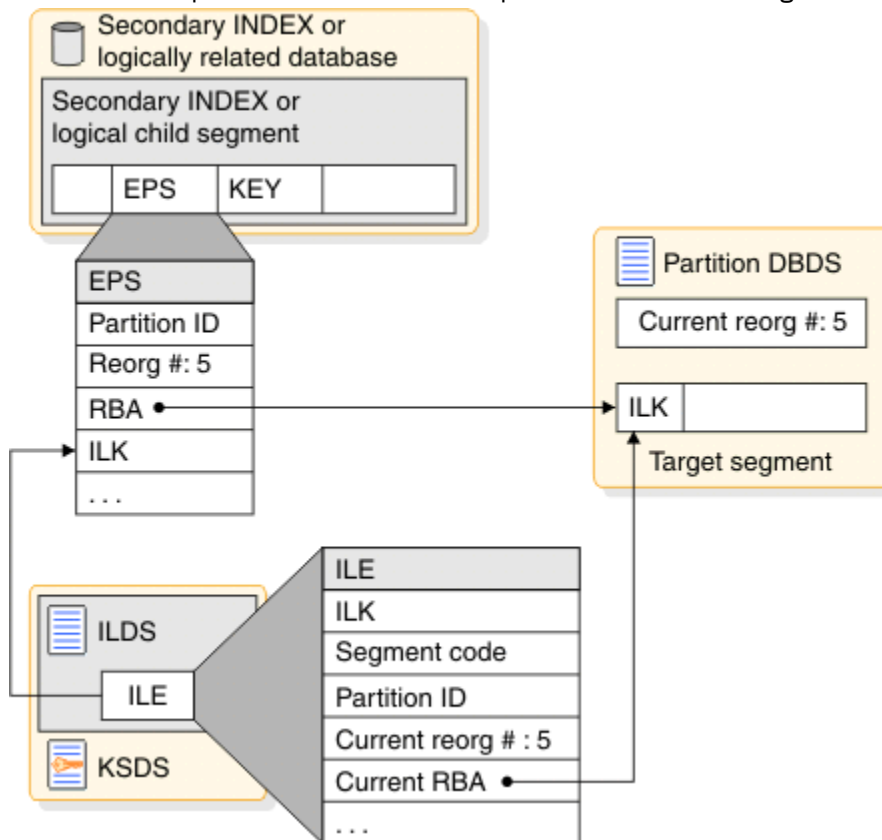 Secondary INDEX or
logically related database
Secondary INDEX or
logical child segment
EPS KEY
EPS
Partition ID
Reorg #: 5
RBA
ILK
. . .
Partition DBDS
Current reorg #: 5
ILK
Target segment
ILDS
ILE
KSDS
ILE
ILK
Segment code
Partition ID
Current reorg # : 5
Current RBA
. . .